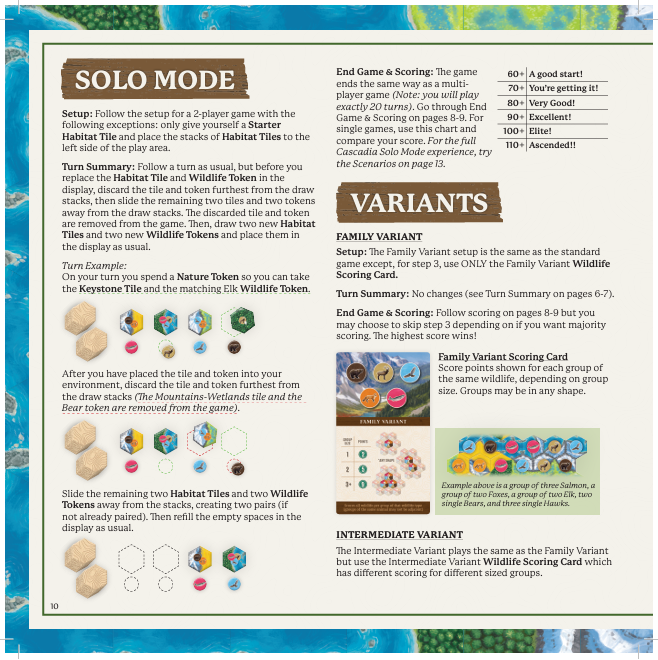 SOLO MODE
Setup: Follow the setup for a 2-player game with the
following exceptions: only give yourself a Starter
Habitat Tile and place the stacks of Habitat Tiles to the
left side of the play area.
Turn Summary: Follow a turn as usual, but before you
replace the Habitat Tile and Wildlife Token in the
display, discard the tile and token furthest from the draw
stacks, then slide the remaining two tiles and two tokens
away from the draw stacks. The discarded tile and token
are removed from the game. Then, draw two new Habitat
Tiles and two new Wildlife Tokens and place them in
the display as usual.
Turn Example:
On your turn you spend a Nature Token so you can take
the Keystone Tile and the matching Elk Wildlife Token.
After you have placed the tile and token into your
environment, discard the tile and token furthest from
the draw stacks (The Mountains-Wetlands tile and the
Bear token are removed from the game).
Slide the remaining two Habitat Tiles and two Wildlife
Tokens away from the stacks, creating two pairs (if
not already paired). Then refill the empty spaces in the
display as usual.
10
End Game & Scoring: The game
ends the same way as a multi-
player game (Note: you will play
exactly 20 turns). Go through End
Game & Scoring on pages 8-9. For
single games, use this chart and
compare your score. For the full
Cascadia Solo Mode experience, try
the Scenarios on page 13.
60+ A good start!
70+ You're getting it!
80+ Very Good!
90+ Excellent!
100+ Elite!
110+ Ascended!!
VARIANTS
FAMILY VARIANT
Setup: The Family Variant setup is the same as the standard
game except, for step 3, use ONLY the Family Variant Wildlife
Scoring Card.
Turn Summary: No changes (see Turn Summary on pages 6-7).
End Game & Scoring: Follow scoring on pages 8-9 but you
may choose to skip step 3 depending on if you want majority
scoring. The highest score wins!
FAMILY VARIANT
GROUP SIZE POINTS
1
2
3+
Family Variant Scoring Card
Score points shown for each group of
the same wildlife, depending on group
size. Groups may be in any shape.
Example above is a group of three Salmon, a
group of two Foxes, a group of two Elk, two
single Bears, and three single Hawks.
INTERMEDIATE VARIANT
The Intermediate Variant plays the same as the Family Variant
but use the Intermediate Variant Wildlife Scoring Card which
has different scoring for different sized groups.